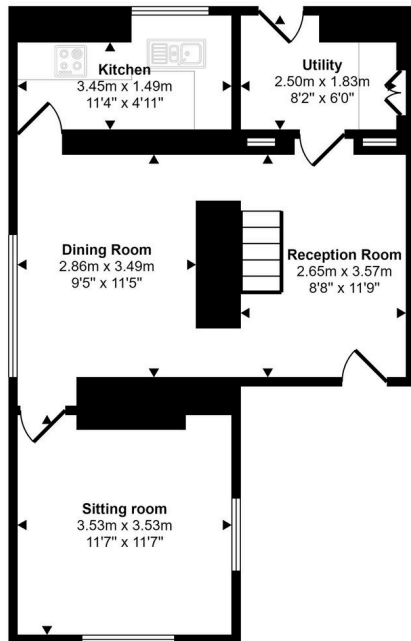 Kitchen
3.45m x 1.49m
11'4" x 4'11"
Utility
2.50m x 1.83m
8'2" x 6'0"
Dining Room
2.86m x 3.49m
9'5" x 11'5"
Reception Room
2.65m x 3.57m
8'8" x 11'9"
Sitting room
3.53m x 3.53m
11'7" x 11'7"